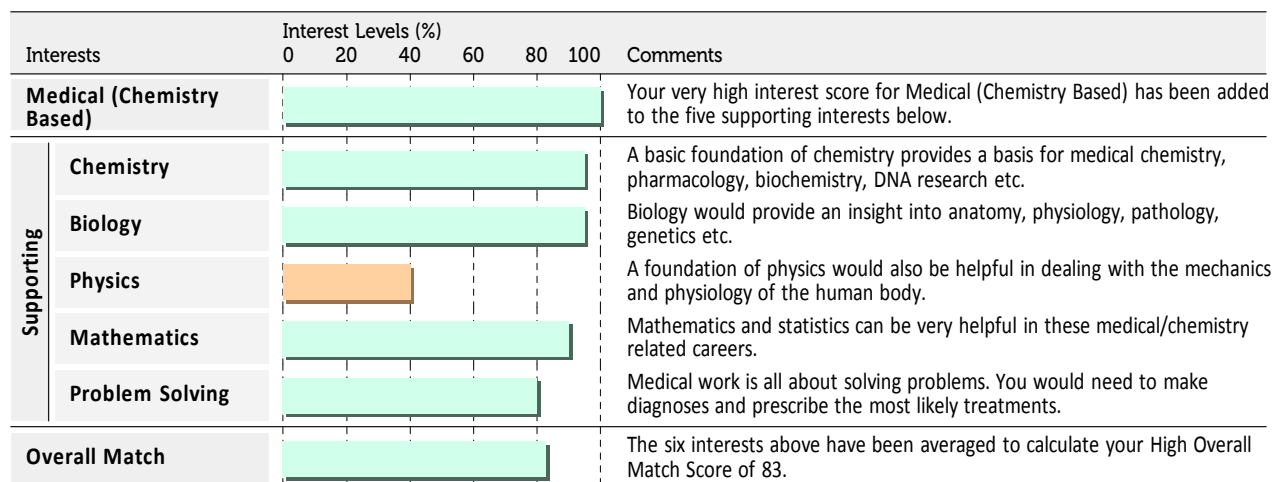 Interest Levels (%)
Interests
0 20 40 60 80 100
Comments
Medical (Chemistry
Based)
Your very high interest score for Medical (Chemistry Based) has been added
to the five supporting interests below.
Supporting
Chemistry
A basic foundation of chemistry provides a basis for medical chemistry,
pharmacology, biochemistry, DNA research etc.
Biology
Biology would provide an insight into anatomy, physiology, pathology,
genetics etc.
Physics
A foundation of physics would also be helpful in dealing with the mechanics
and physiology of the human body.
Mathematics
Mathematics and statistics can be very helpful in these medical/chemistry
related careers.
Problem Solving
Medical work is all about solving problems. You would need to make
diagnoses and prescribe the most likely treatments.
Overall Match
The six interests above have been averaged to calculate your High Overall
Match Score of 83.